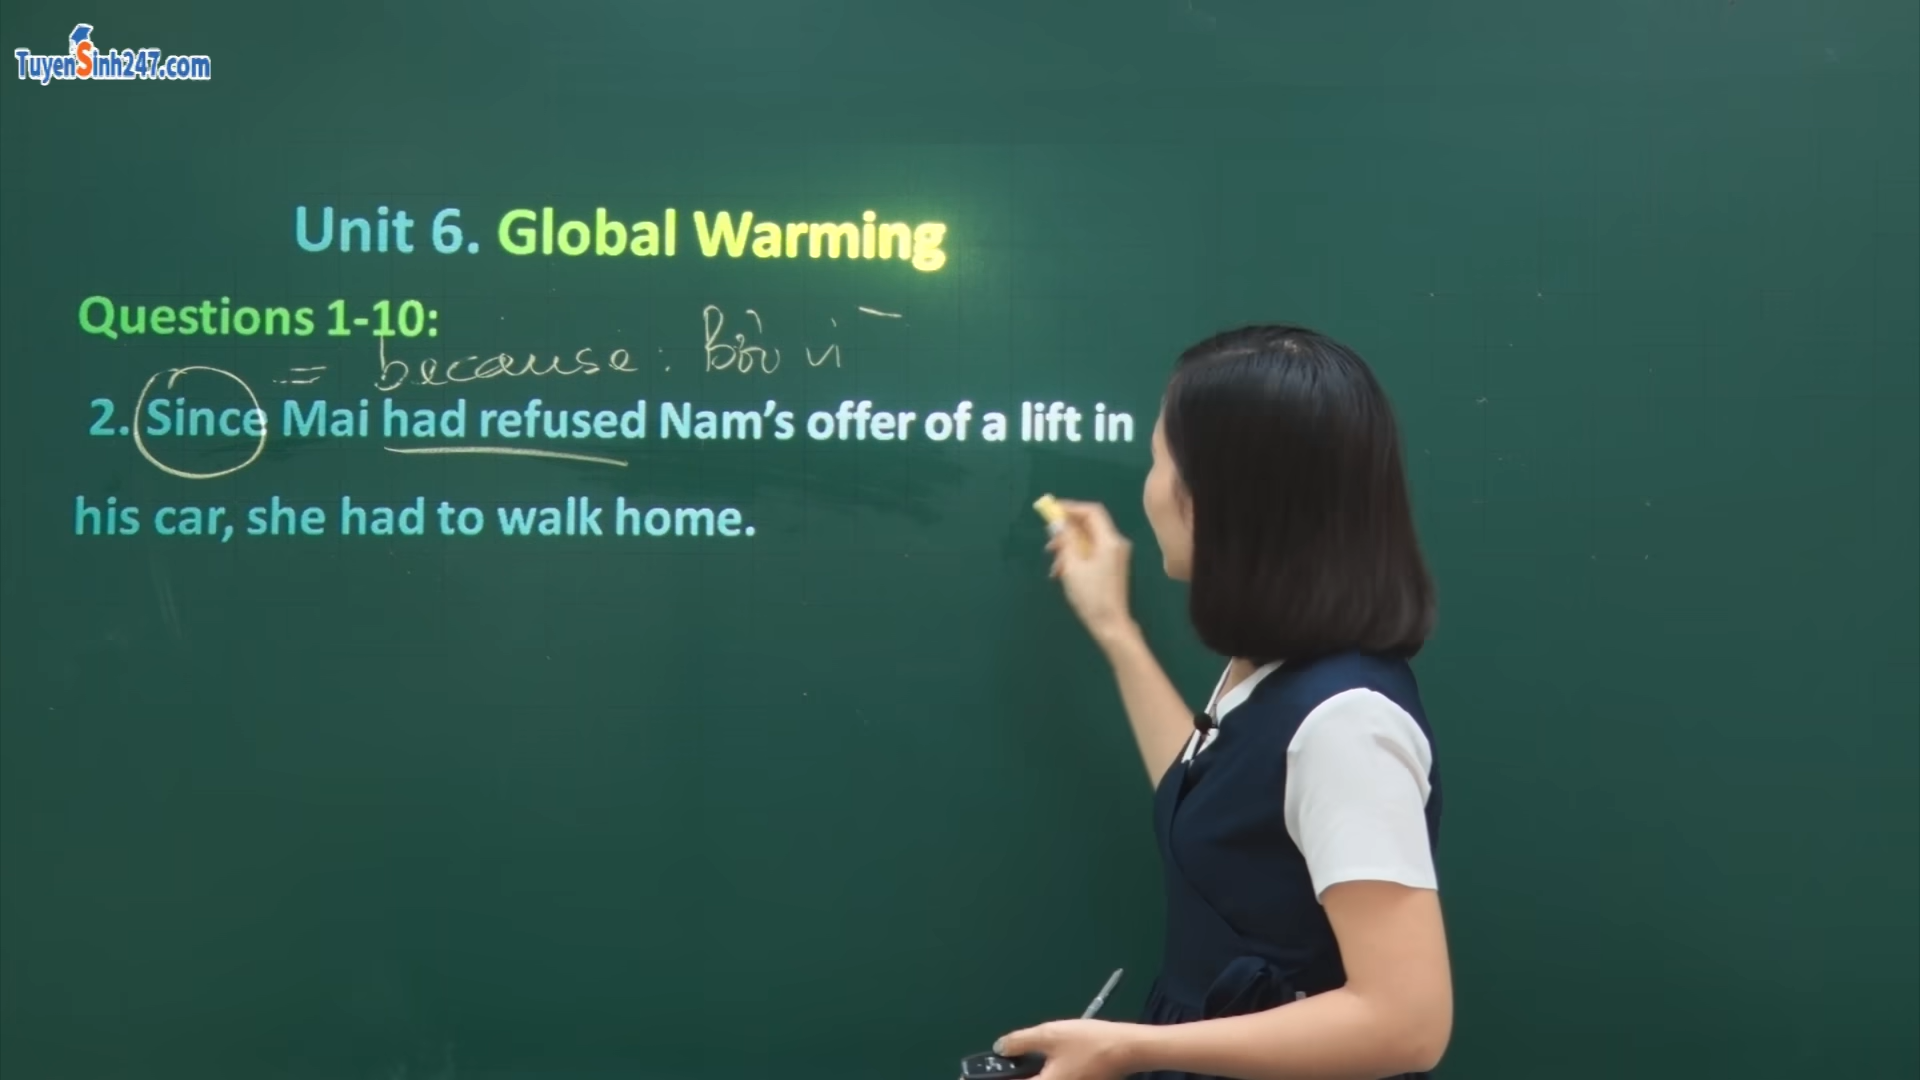 TuyenSinh247.com
Unit 6. Global Warming
Questions 1-10:
= because: Bởi vì
2. Since Mai had refused Nam's offer of a lift in
his car, she had to walk home.